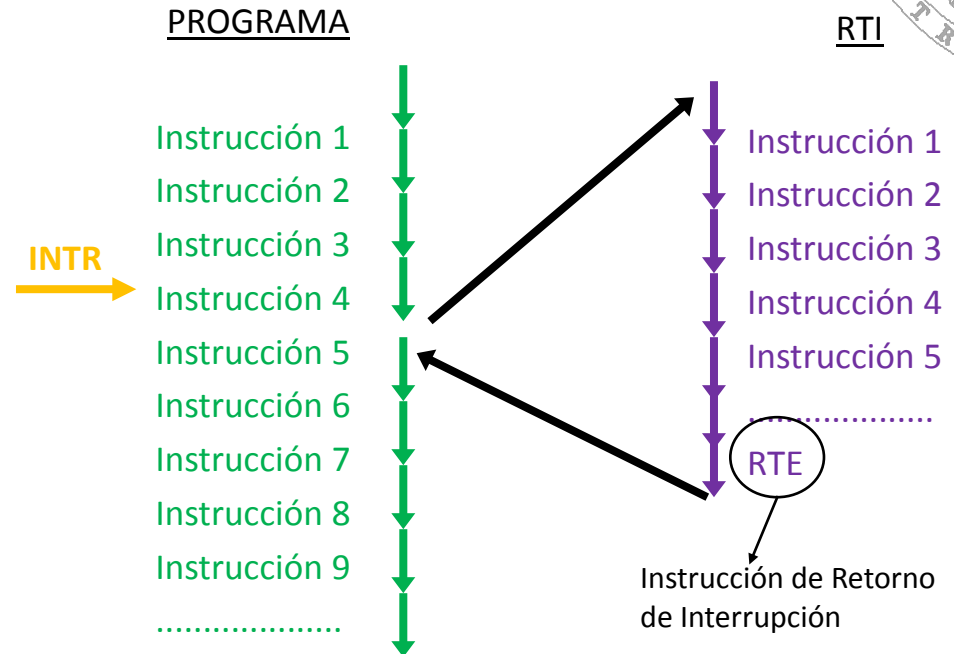 PROGRAMA
Instrucción 1
Instrucción 2
Instrucción 3
INTR
Instrucción 4
Instrucción 5
Instrucción 6
Instrucción 7
Instrucción 8
Instrucción 9
.....................
RTI
Instrucción 1
Instrucción 2
Instrucción 3
Instrucción 4
Instrucción 5
.....................
RTE
Instrucción de Retorno
de Interrupción